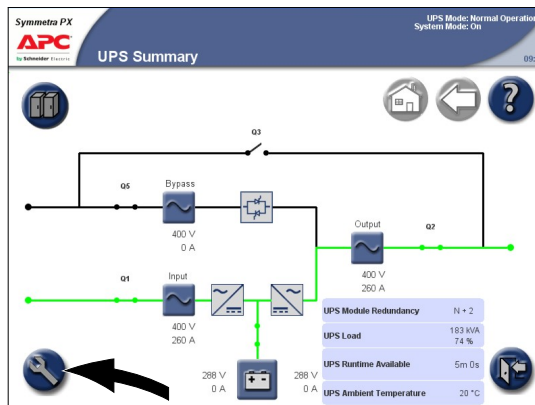 Symmetra PX
APC
by Schneider Electric
UPS Summary
UPS Mode: Normal Operation
System Mode: On
09:
Q3
Q5
Bypass
400 V
0 A
Output
Q2
400 V
260 A
Q1
Input
400 V
260 A
288 V
0 A
288 V
0 A
UPS Module Redundancy N + 2
UPS Load 183 kVA
74 %
UPS Runtime Available 5m 0s
UPS Ambient Temperature 20 °C